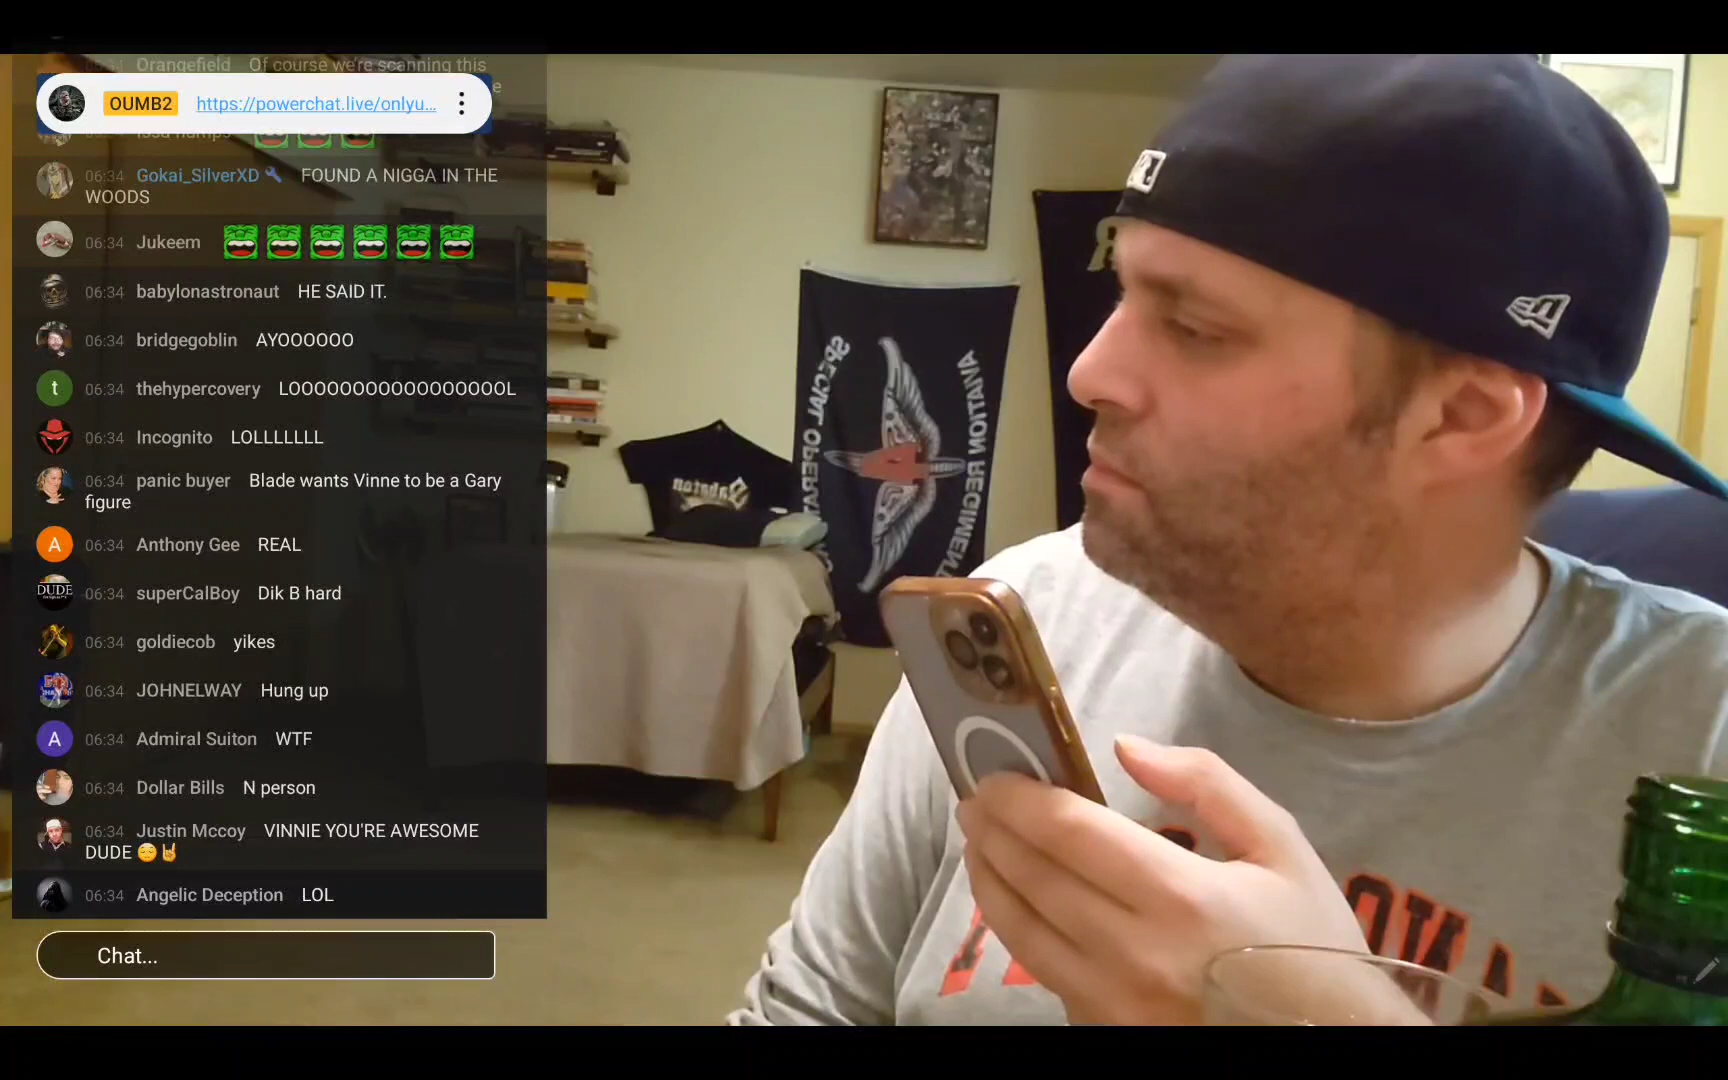 Orangefield Of course we're scanning this
OUMB2 https://powerchat.live/onlyu...
06:34 Gokai_SilverXD FOUND A NIGGA IN THE
WOODS
06:34 Jukeem
06:34 babylonastronaut HE SAID IT.
06:34 bridgegoblin AYOOOOOO
t 06:34 thehypercovery LOOOOOOOOOOOOOOOOOL
06:34 Incognito LOLLLLLLL
06:34 panic buyer Blade wants Vinne to be a Gary
figure
A 06:34 Anthony Gee REAL
DUDE 06:34 superCalBoy Dik B hard
06:34 goldiecob yikes
06:34 JOHNELWAY Hung up
A 06:34 Admiral Suiton WTF
06:34 Dollar Bills N person
06:34 Justin Mccoy VINNIE YOU'RE AWESOME
DUDE 😌🤘
06:34 Angelic Deception LOL
Chat...
Sabaton
SPECIAL OPERATIONS
AVIATION REGIMENT
R